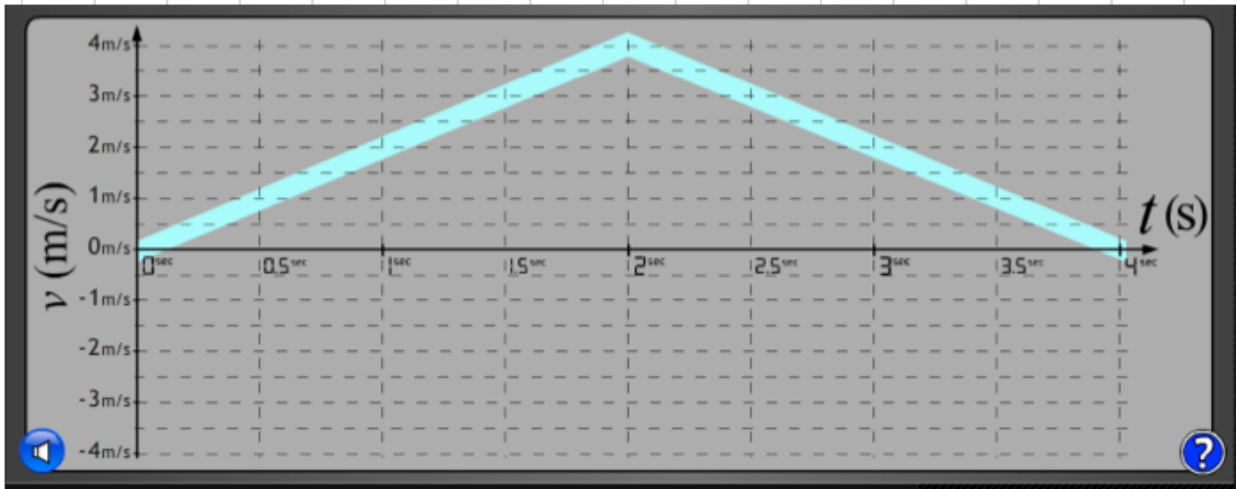 4m/s
3m/s
2m/s
1m/s
0m/s
-1m/s
-2m/s
-3m/s
-4m/s
v (m/s)
0sec 0.5sec 1sec 1.5sec 2sec 2.5sec 3sec 3.5sec 4sec
t (s)
?